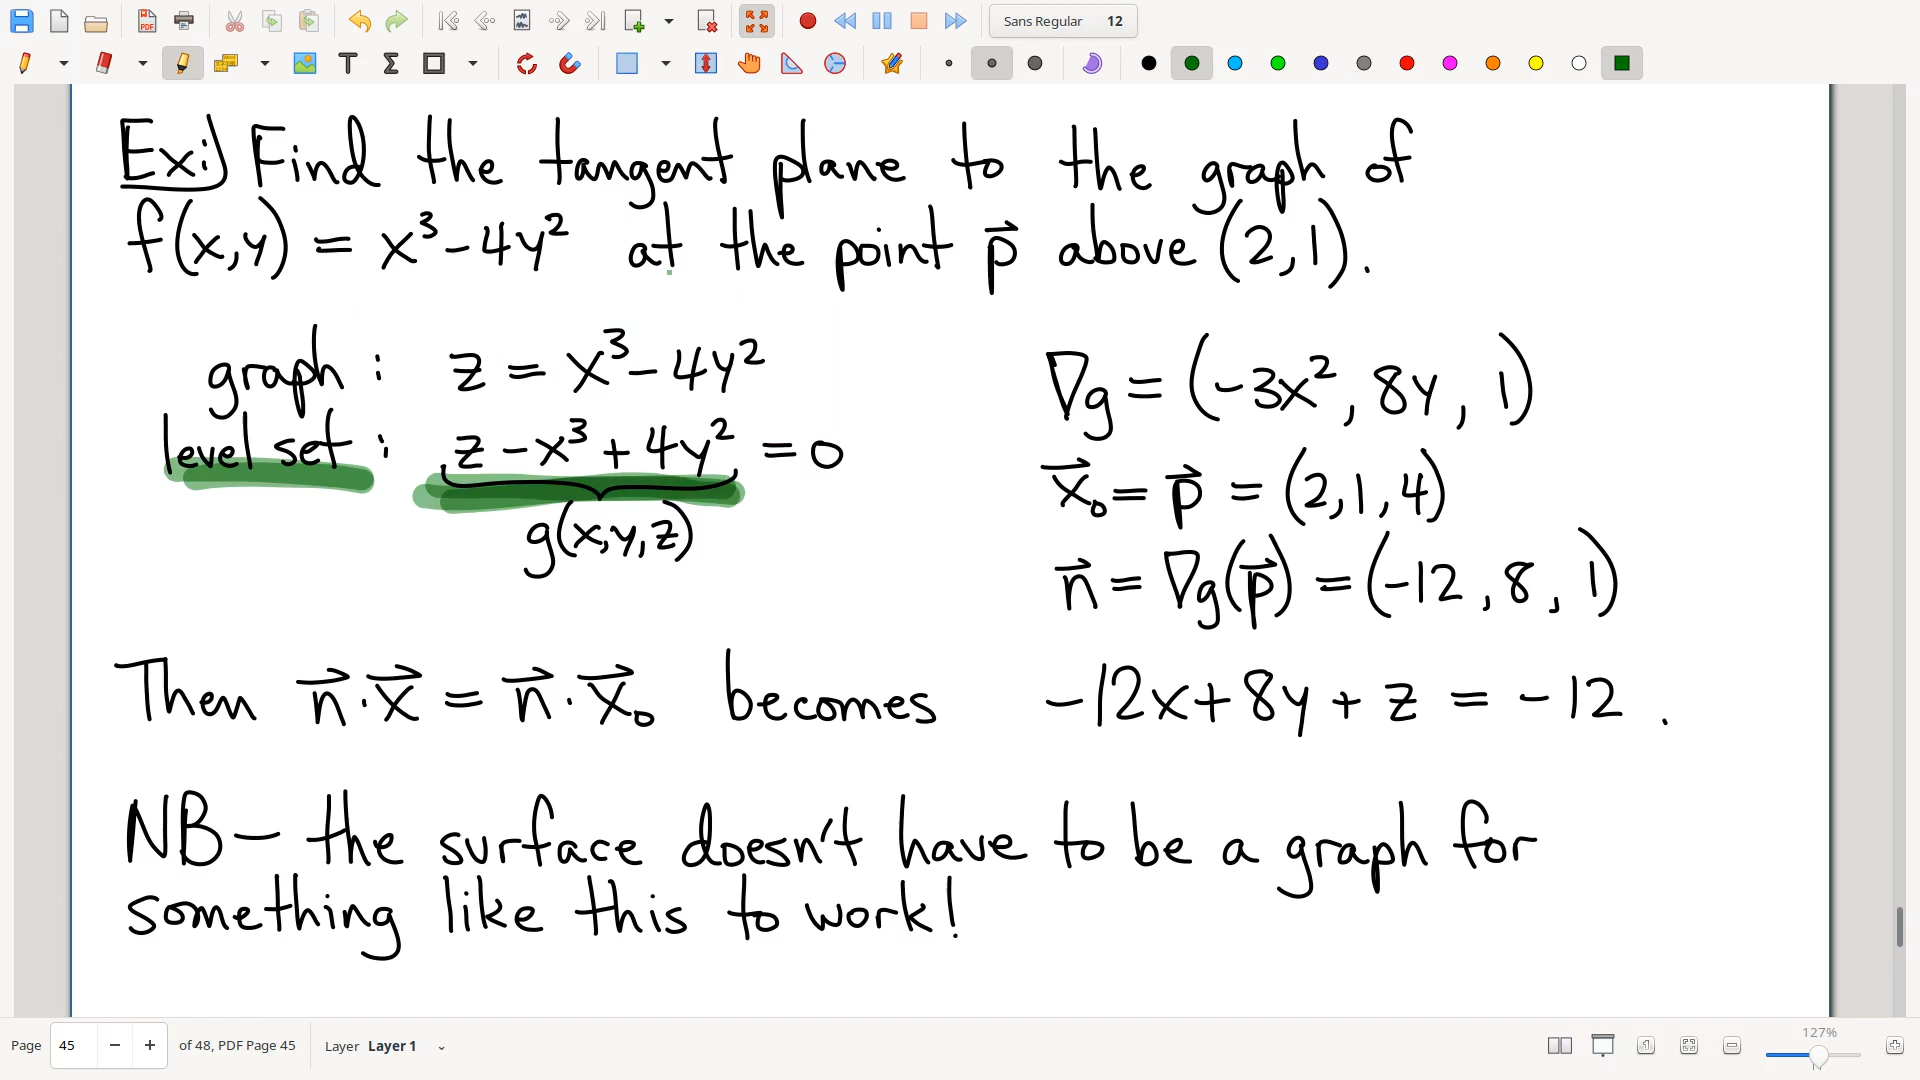 Sans Regular 12
Ex: Find the tangent plane to the graph of
f(x,y) = x³ - 4y² at the point p⃗ above (2,1).
graph : z = x³ - 4y²
level set : z - x³ + 4y² = 0
g(x,y,z)
∇g = (-3x², 8y, 1)
x⃗₀ = p⃗ = (2,1,4)
n⃗ = ∇g(p⃗) = (-12, 8, 1)
Then n⃗·x⃗ = n⃗·x⃗₀ becomes -12x + 8y + z = -12.
NB — the surface doesn't have to be a graph for
something like this to work!
Page 45 of 48, PDF Page 45 Layer Layer 1 127%